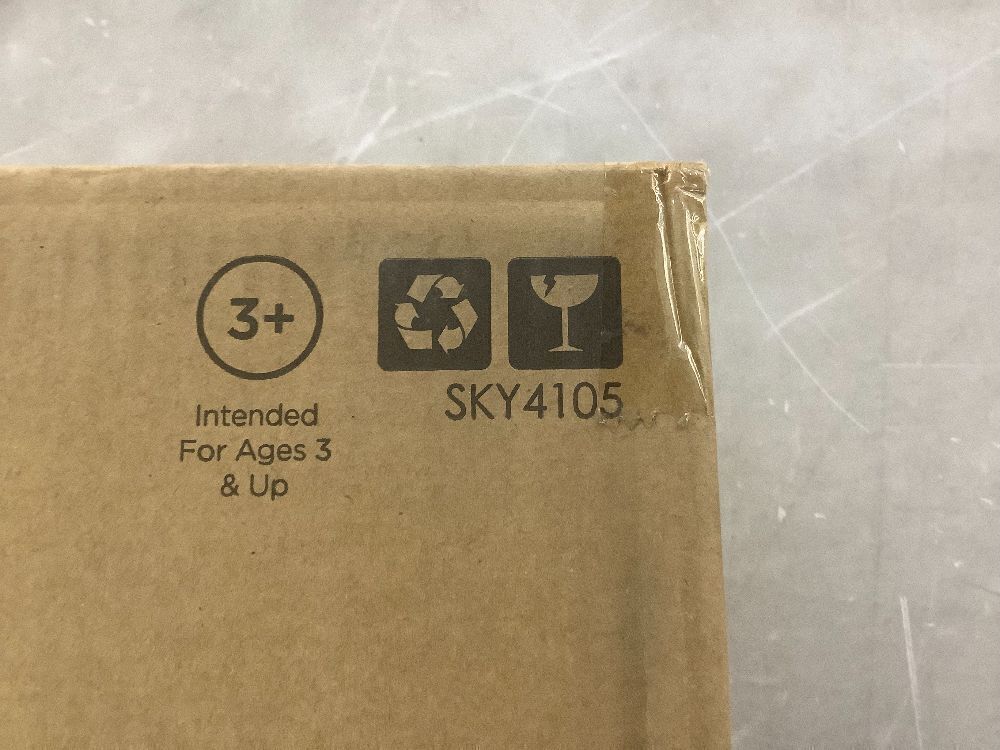 3+
Intended
For Ages 3
& Up
SKY4105